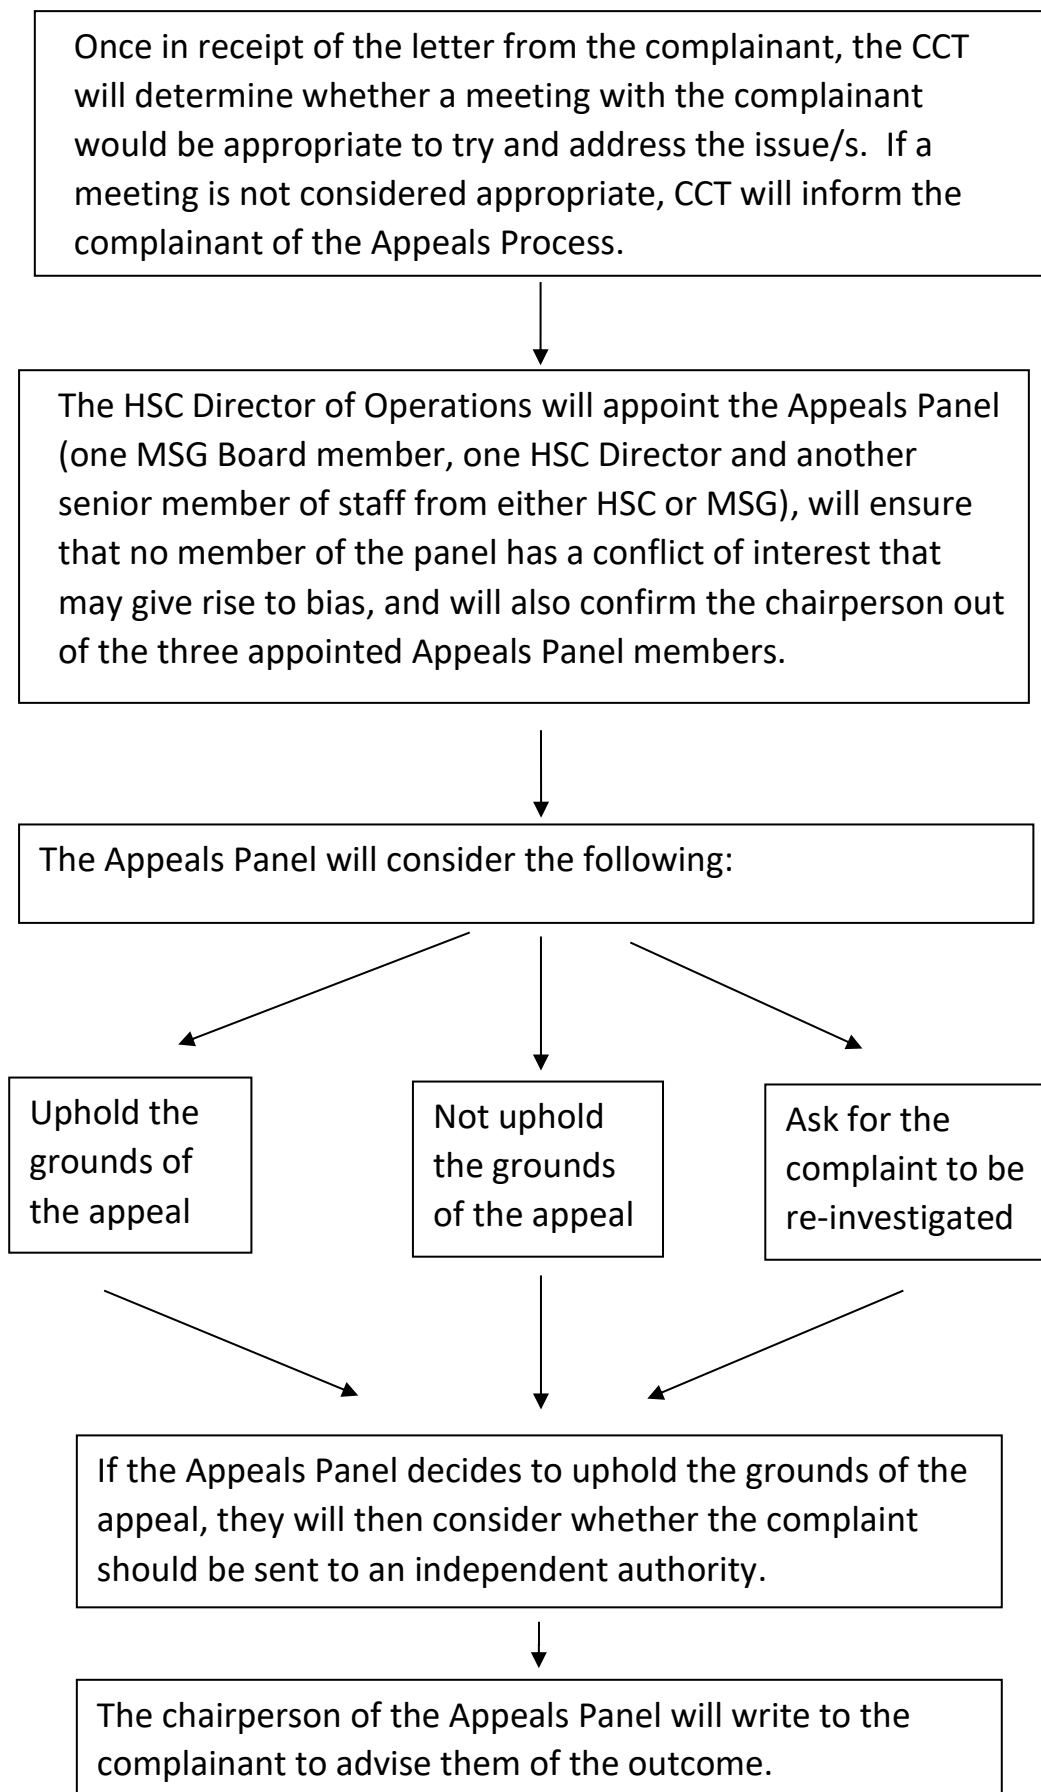 Once in receipt of the letter from the complainant, the CCT
will determine whether a meeting with the complainant
would be appropriate to try and address the issue/s.  If a
meeting is not considered appropriate, CCT will inform the
complainant of the Appeals Process.
The HSC Director of Operations will appoint the Appeals Panel
(one MSG Board member, one HSC Director and another
senior member of staff from either HSC or MSG), will ensure
that no member of the panel has a conflict of interest that
may give rise to bias, and will also confirm the chairperson out
of the three appointed Appeals Panel members.
The Appeals Panel will consider the following:
Uphold the
grounds of
the appeal
Not uphold
the grounds
of the appeal
Ask for the
complaint to be
re-investigated
If the Appeals Panel decides to uphold the grounds of the
appeal, they will then consider whether the complaint
should be sent to an independent authority.
The chairperson of the Appeals Panel will write to the
complainant to advise them of the outcome.